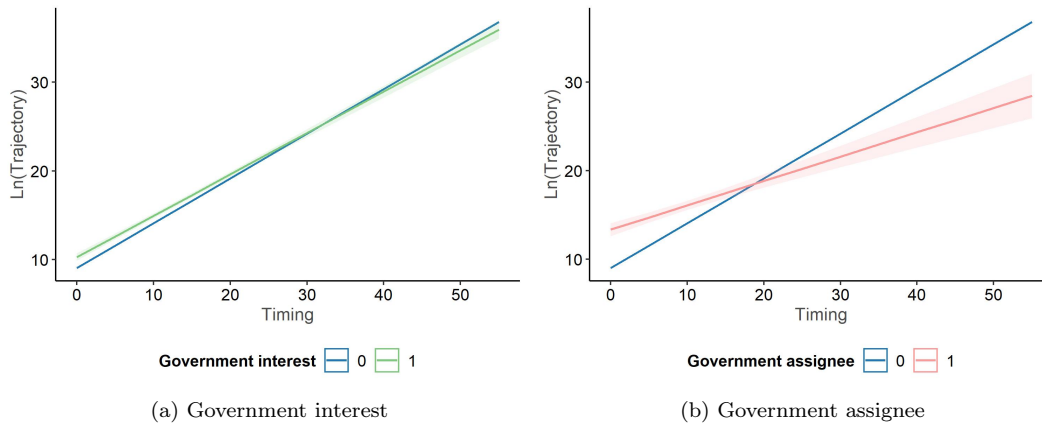 Ln(Trajectory)
30
20
10
0 10 20 30 40 50
Timing
Government interest 0 1
(a) Government interest
Ln(Trajectory)
30
20
10
0 10 20 30 40 50
Timing
Government assignee 0 1
(b) Government assignee